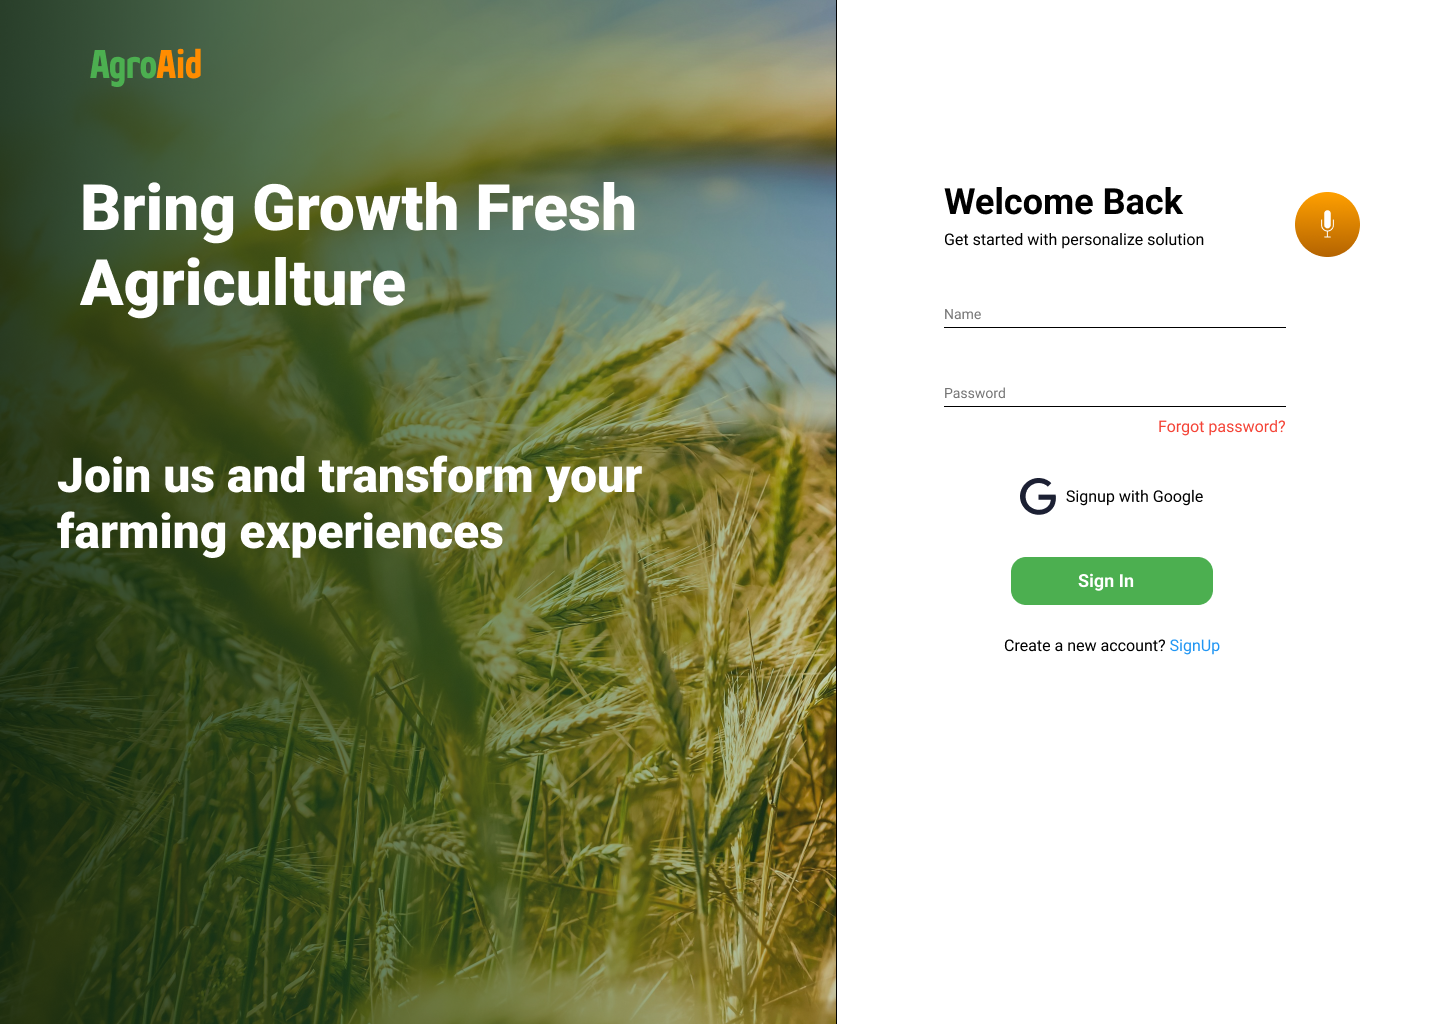 AgroAid
Bring Growth Fresh
Agriculture
Join us and transform your
farming experiences
Welcome Back
Get started with personalize solution
Name
Password
Forgot password?
Signup with Google
Sign In
Create a new account? SignUp